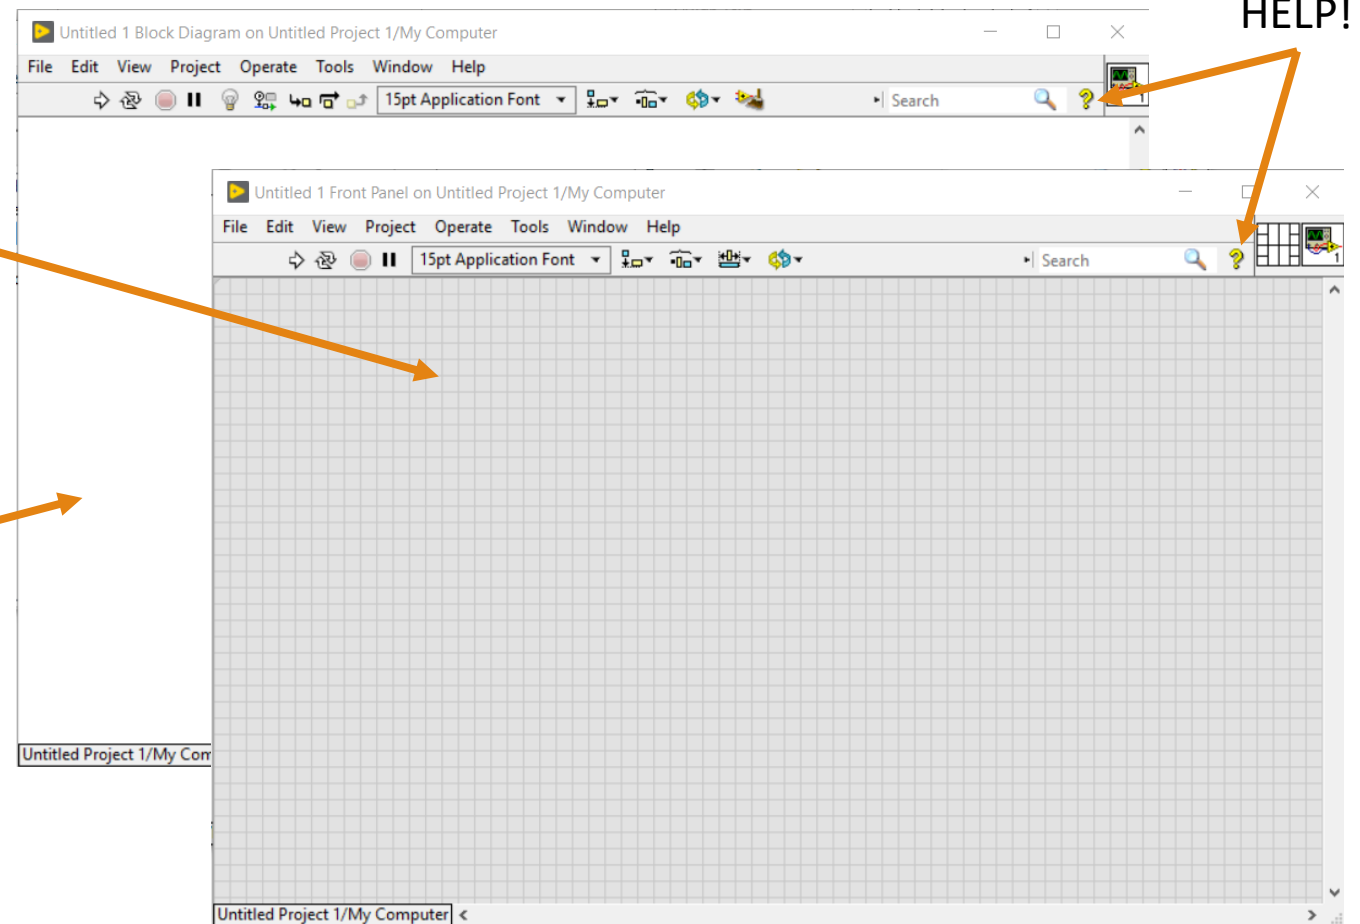 HELP!
Untitled 1 Block Diagram on Untitled Project 1/My Computer
File Edit View Project Operate Tools Window Help
15pt Application Font
Search
1
Untitled 1 Front Panel on Untitled Project 1/My Computer
File Edit View Project Operate Tools Window Help
15pt Application Font
Search
1
Untitled Project 1/My Com
Untitled Project 1/My Computer